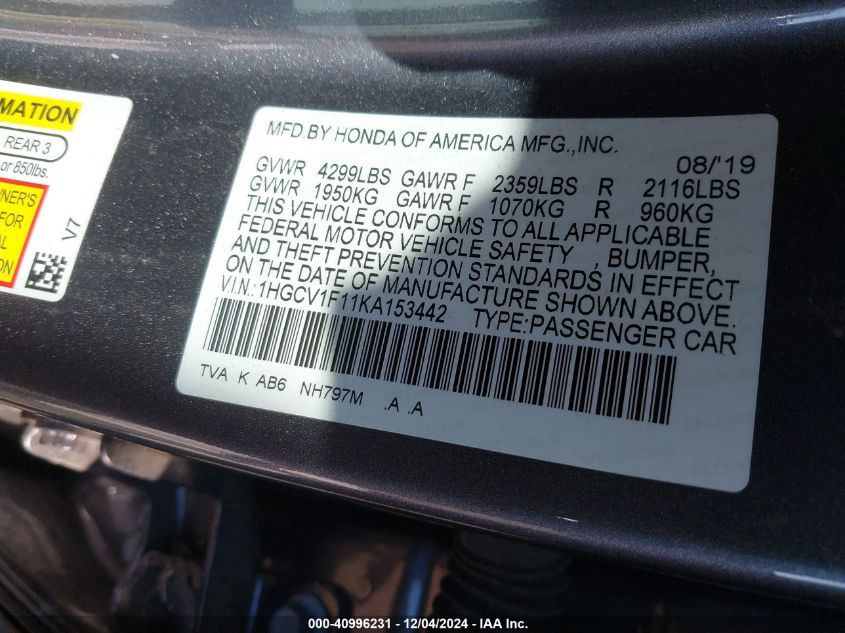 MATION
REAR 3
or 850lbs.
NER'S
FOR
AL
ON
V7
MFD.BY HONDA OF AMERICA MFG.,INC.
08/'19
GVWR 4299LBS GAWR F 2359LBS R 2116LBS
GVWR 1950KG GAWR F 1070KG R 960KG
THIS VEHICLE CONFORMS TO ALL APPLICABLE
FEDERAL MOTOR VEHICLE SAFETY , BUMPER,
AND THEFT PREVENTION STANDARDS IN EFFECT
ON THE DATE OF MANUFACTURE SHOWN ABOVE.
V.I.N.:1HGCV1F11KA153442 TYPE:PASSENGER CAR
TVA K AB6 NH797M .A .A
000-40996231 - 12/04/2024 - IAA, Inc.